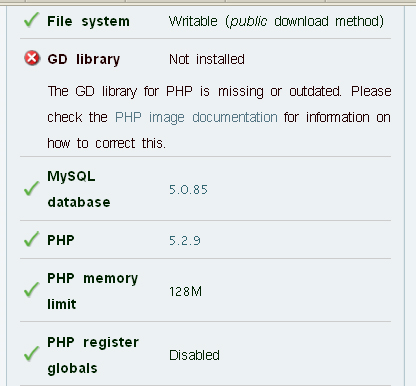 File system Writable (public download method)
GD library Not installed
The GD library for PHP is missing or outdated. Please
check the PHP image documentation for information on
how to correct this.
MySQL
database 5.0.85
PHP 5.2.9
PHP memory
limit 128M
PHP register
globals Disabled